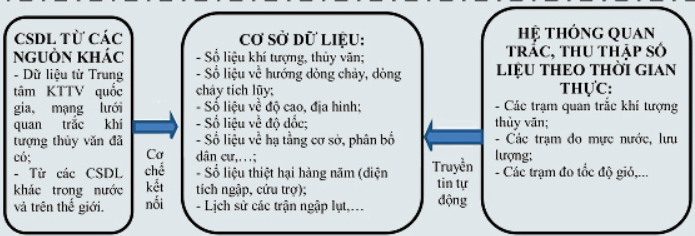 CSDL TỪ CÁC
NGUỒN KHÁC
- Dữ liệu từ Trung
tâm KTTV quốc
gia, mạng lưới
quan trắc khí
tượng thủy văn đã
có;
- Từ các CSDL
khác trong nước
và trên thế giới.
Cơ
chế
kết
nối
CƠ SỞ DỮ LIỆU:
- Số liệu khí tượng, thủy văn;
- Số liệu về hướng dòng chảy, dòng
chảy tích lũy;
- Số liệu về độ cao, địa hình;
- Số liệu về độ dốc;
- Số liệu về hạ tầng cơ sở, phân bố
dân cư,…;
- Số liệu thiệt hại hàng năm (diện
tích ngập, cứu trợ);
- Lịch sử các trận ngập lụt,…
Truyền
tin tự
động
HỆ THỐNG QUAN
TRẮC, THU THẬP SỐ
LIỆU THEO THỜI GIAN
THỰC:
- Các trạm quan trắc khí tượng
thủy văn;
- Các trạm đo mực nước, lưu
lượng;
- Các trạm đo tốc độ gió,...